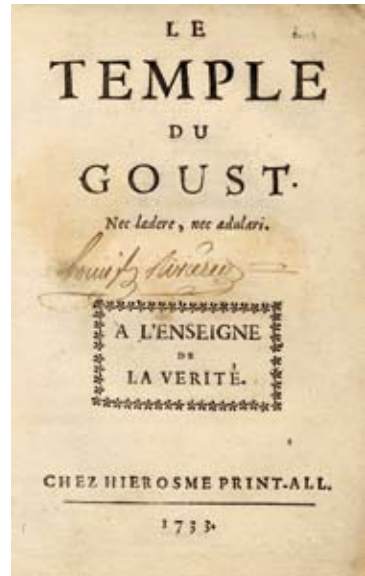 LE
TEMPLE
DU
GOUST.
Nec lædere, nec adulari.
A L'ENSEIGNE
DE
LA VERITÉ.
CHEZ HIEROSME PRINT-ALL.
1733.